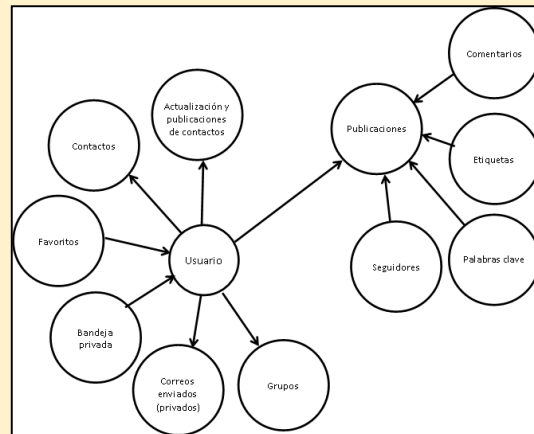 Comentarios
Actualización y
publicaciones
de contactos
Publicaciones
Contactos
Etiquetas
Favoritos
Usuario
Seguidores
Palabras clave
Bandeja
privada
Correos
enviados
(privados)
Grupos